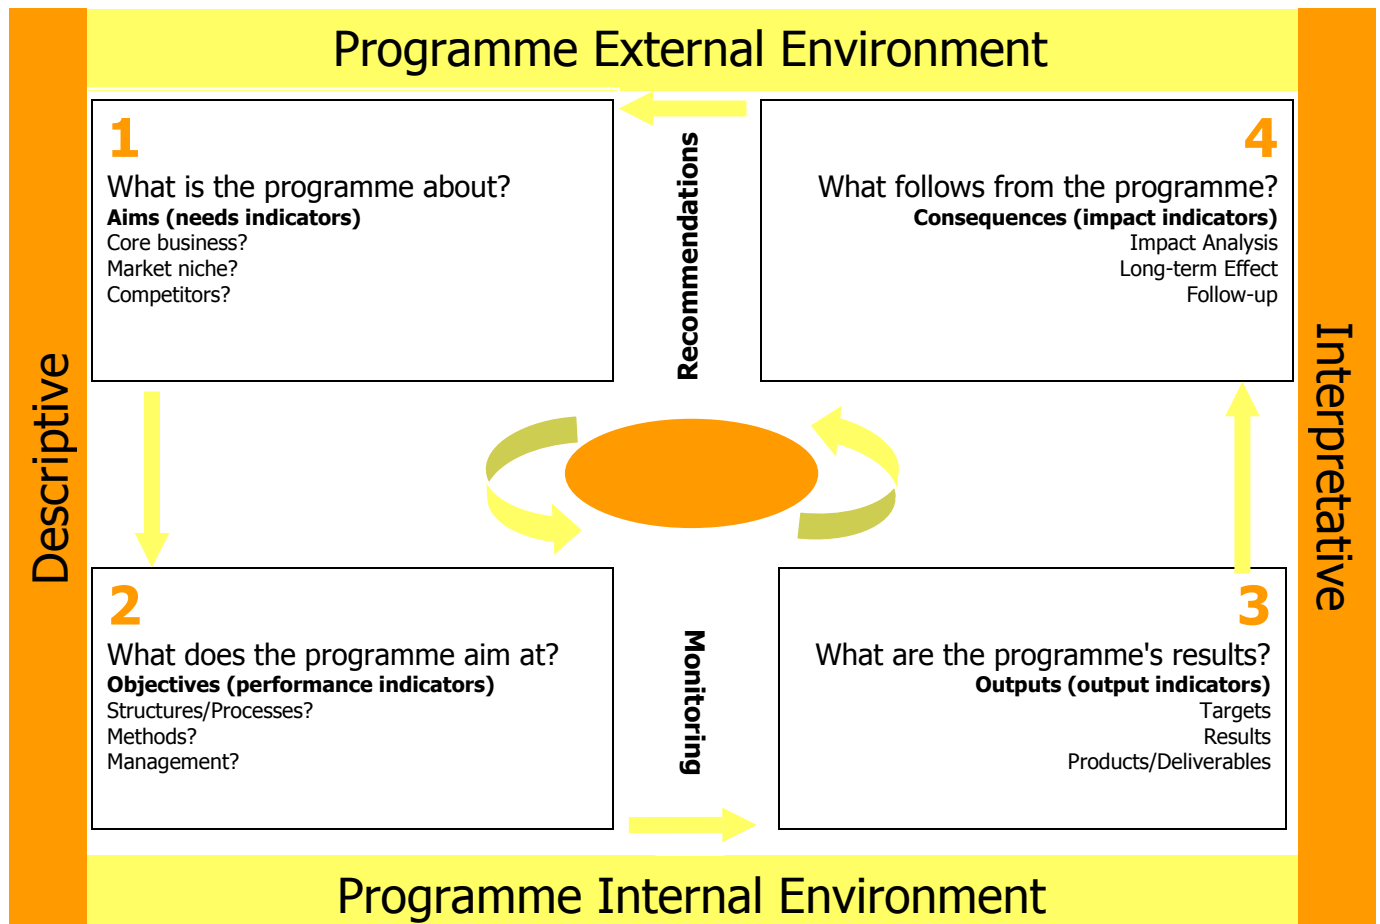 Programme External Environment
Descriptive
1
What is the programme about?
Aims (needs indicators)
Core business?
Market niche?
Competitors?
Recommendations
4
What follows from the programme?
Consequences (impact indicators)
Impact Analysis
Long-term Effect
Follow-up
Interpretative
2
What does the programme aim at?
Objectives (performance indicators)
Structures/Processes?
Methods?
Management?
Monitoring
3
What are the programme's results?
Outputs (output indicators)
Targets
Results
Products/Deliverables
Programme Internal Environment